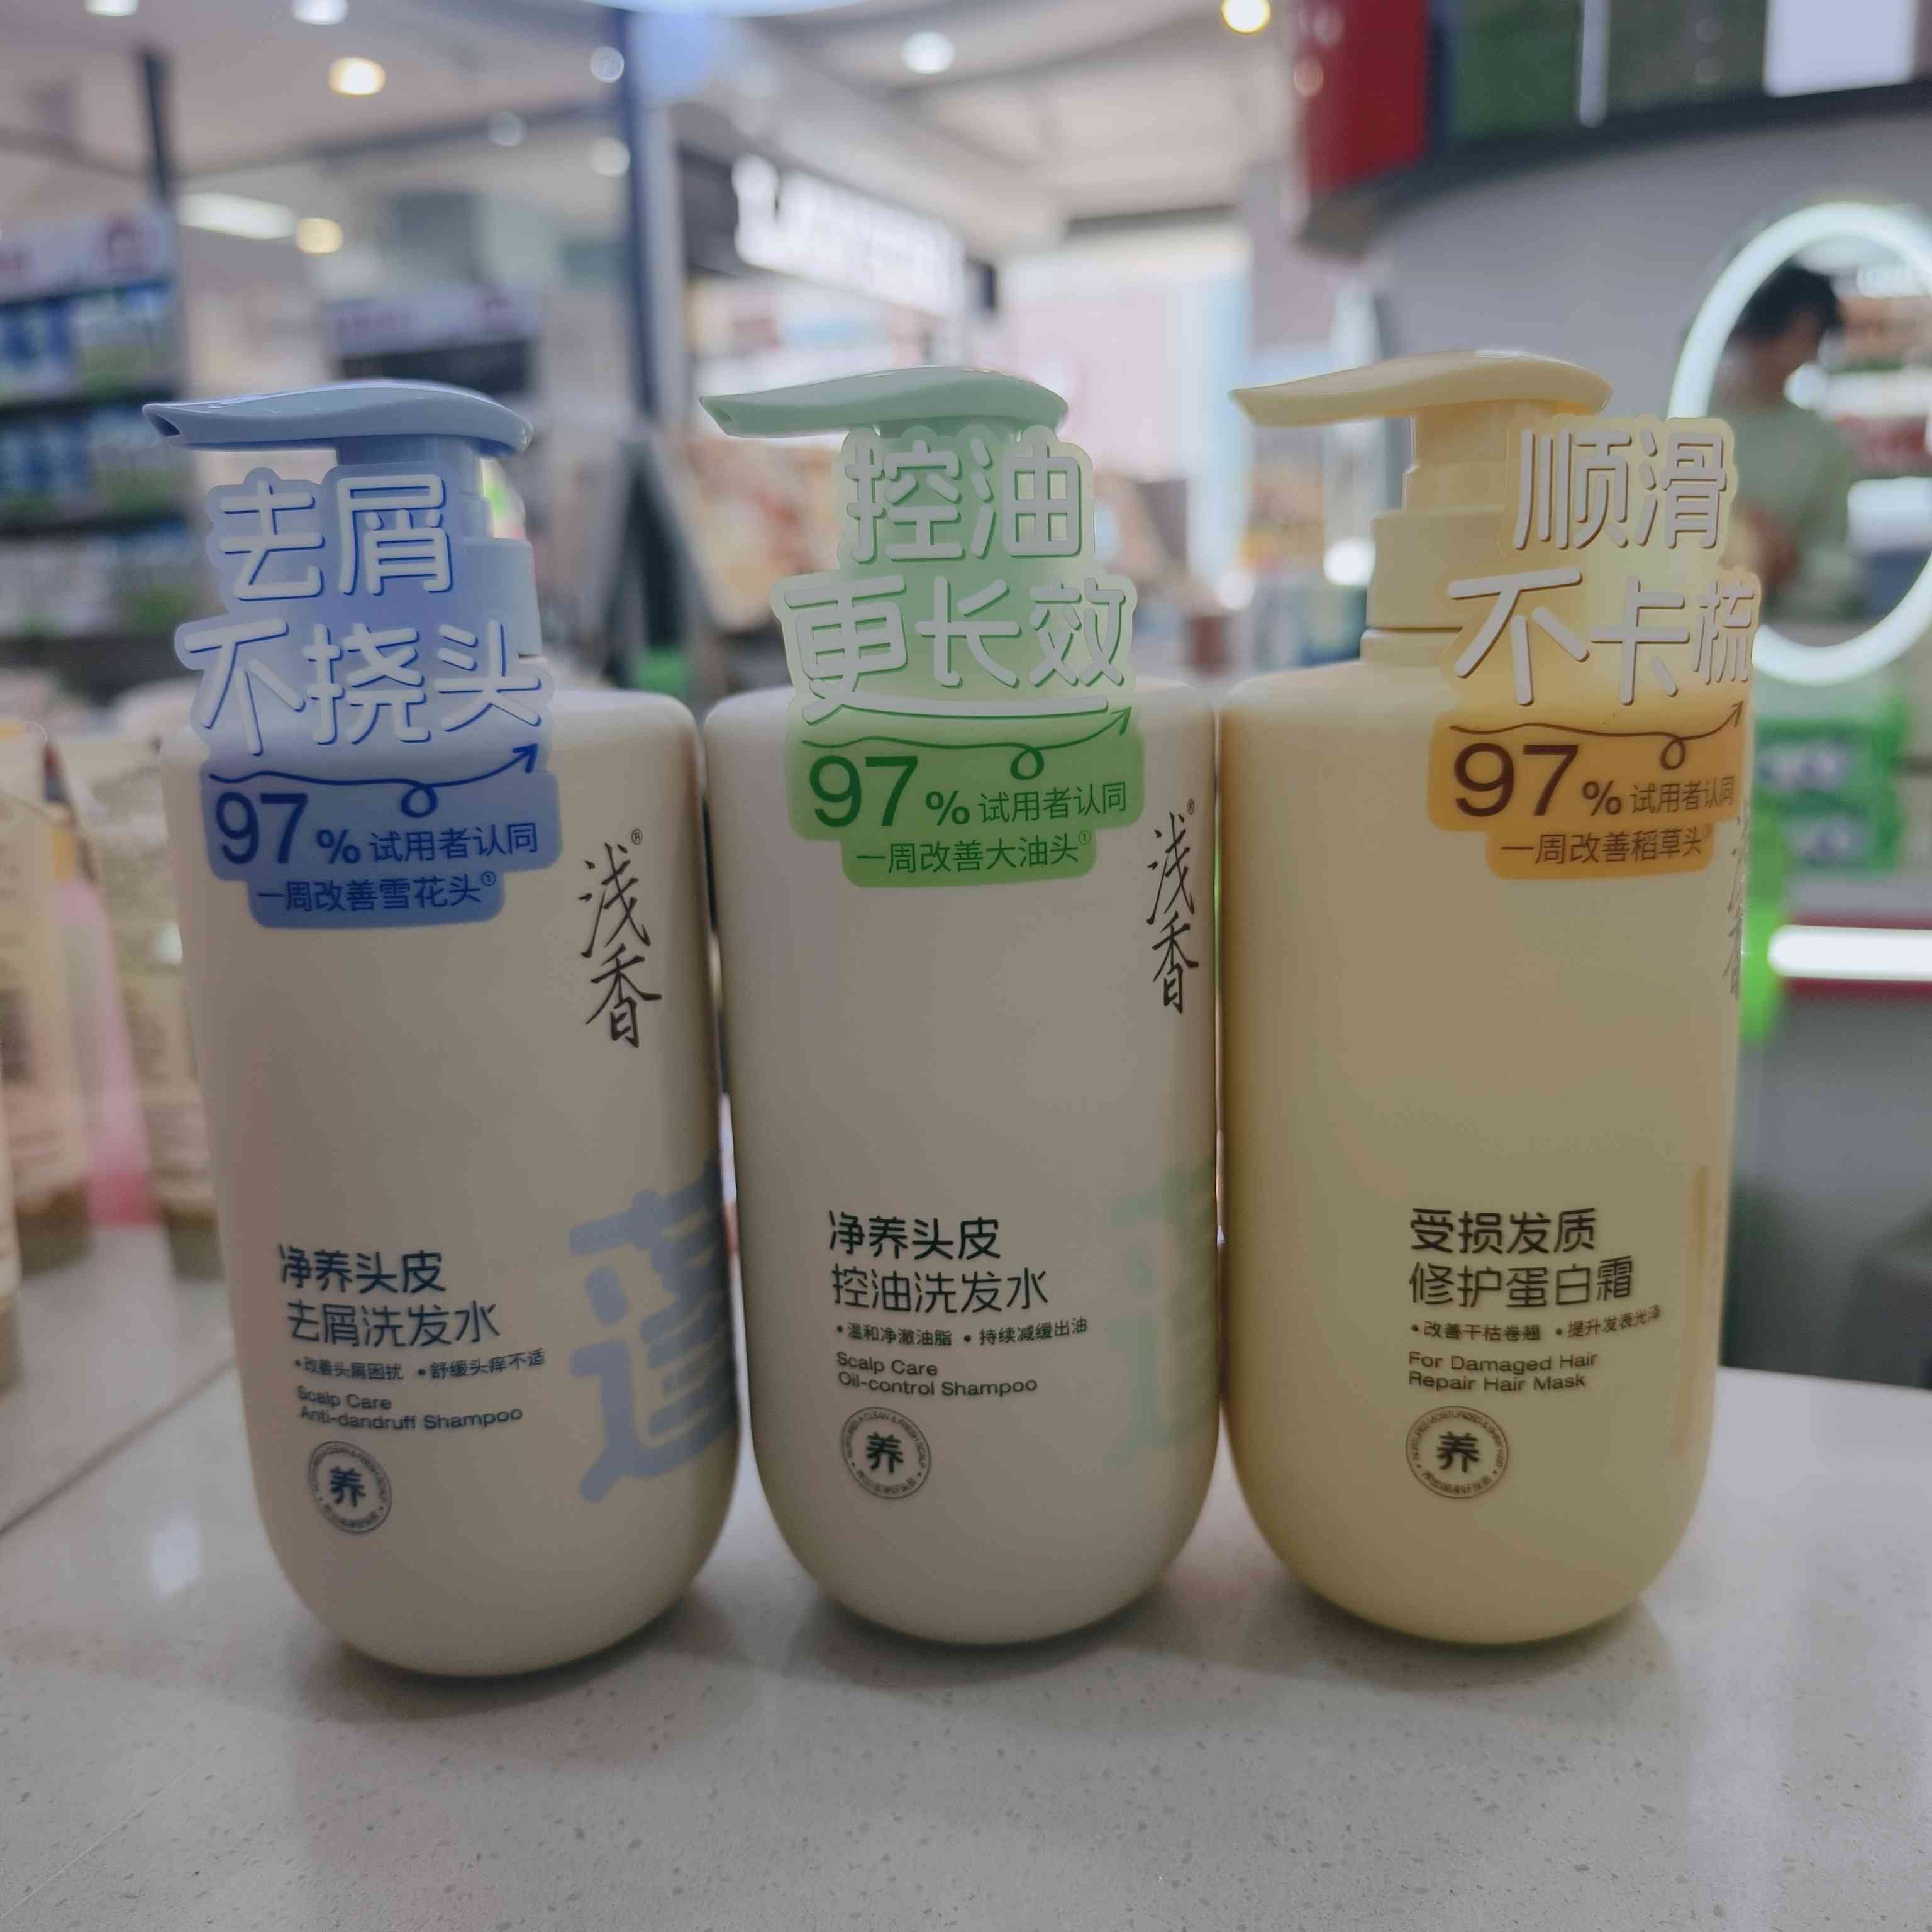 去屑
不挠头
97%试用者认同
一周改善雪花头①
浅香®
净养头皮
去屑洗发水
•改善头屑困扰 •舒缓头痒不适
Scalp Care
Anti-dandruff Shampoo
养
控油
更长效
97%试用者认同
一周改善大油头①
浅香®
净养头皮
控油洗发水
•温和净澈油脂 •持续减缓出油
Scalp Care
Oil-control Shampoo
养
顺滑
不卡梳
97%试用者认同
一周改善稻草头
受损发质
修护蛋白霜
•改善干枯卷翘 •提升发表光泽
For Damaged Hair
Repair Hair Mask
养